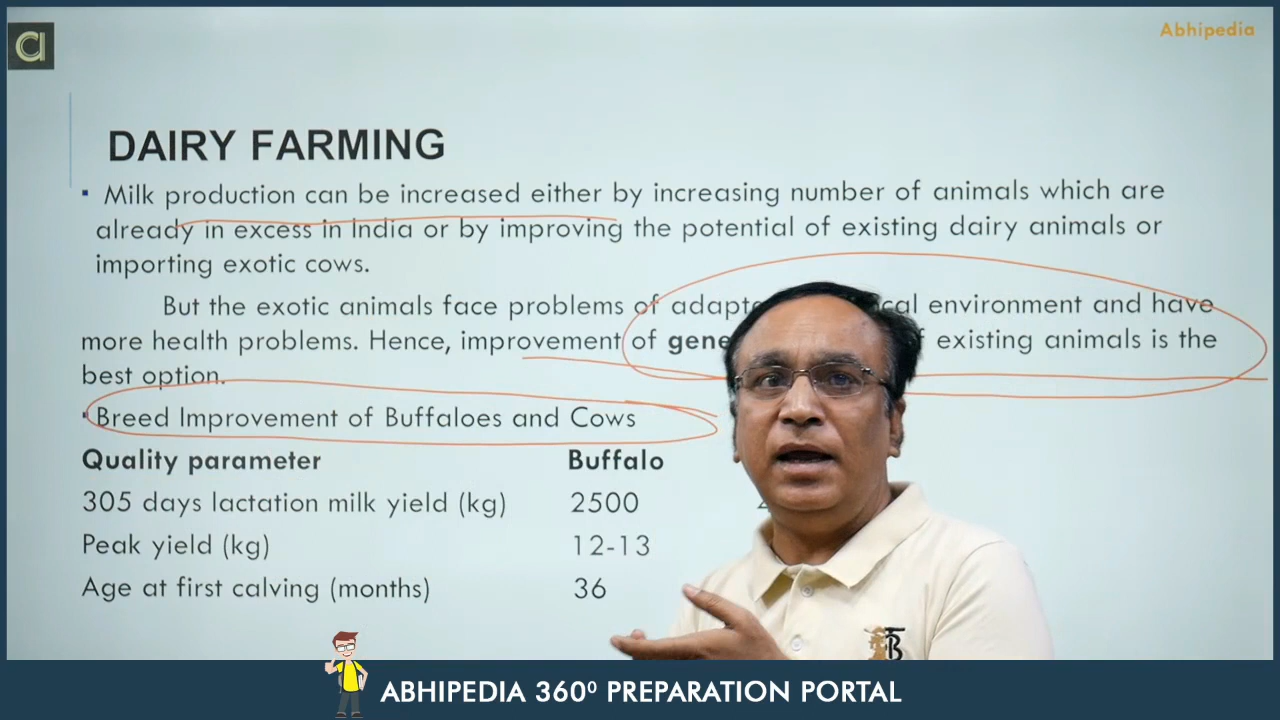 Abhipedia
DAIRY FARMING
▪ Milk production can be increased either by increasing number of animals which are
already in excess in India or by improving the potential of existing dairy animals or
importing exotic cows.
But the exotic animals face problems of environment and have
more health problems. Hence, improvement of existing animals is the
best option.
▪ Breed Improvement of Buffaloes and Cows
Quality parameter Buffalo
305 days lactation milk yield (kg) 2500
Peak yield (kg) 12-13
Age at first calving (months) 36
ABHIPEDIA 360⁰ PREPARATION PORTAL